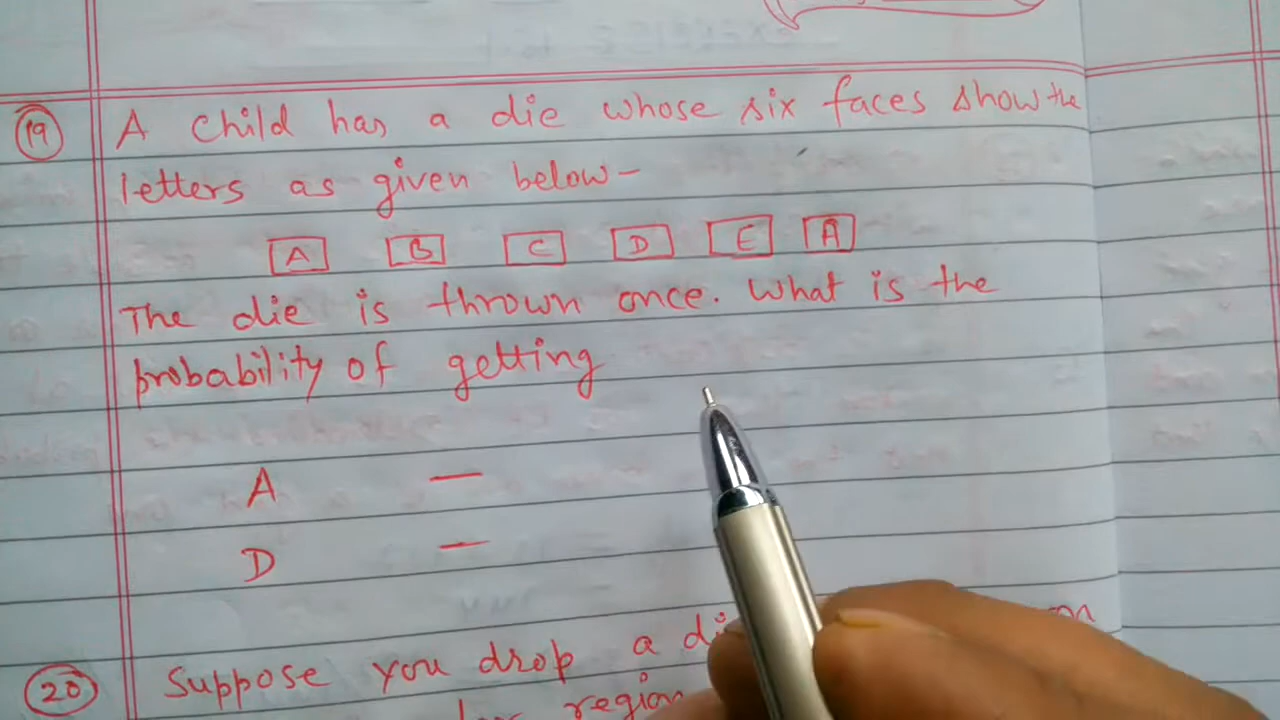 19 A child has a die whose six faces show the
letters as given below-
A B C D E A
The die is thrown once. What is the
probability of getting
A —
D —
20 Suppose you drop a
region